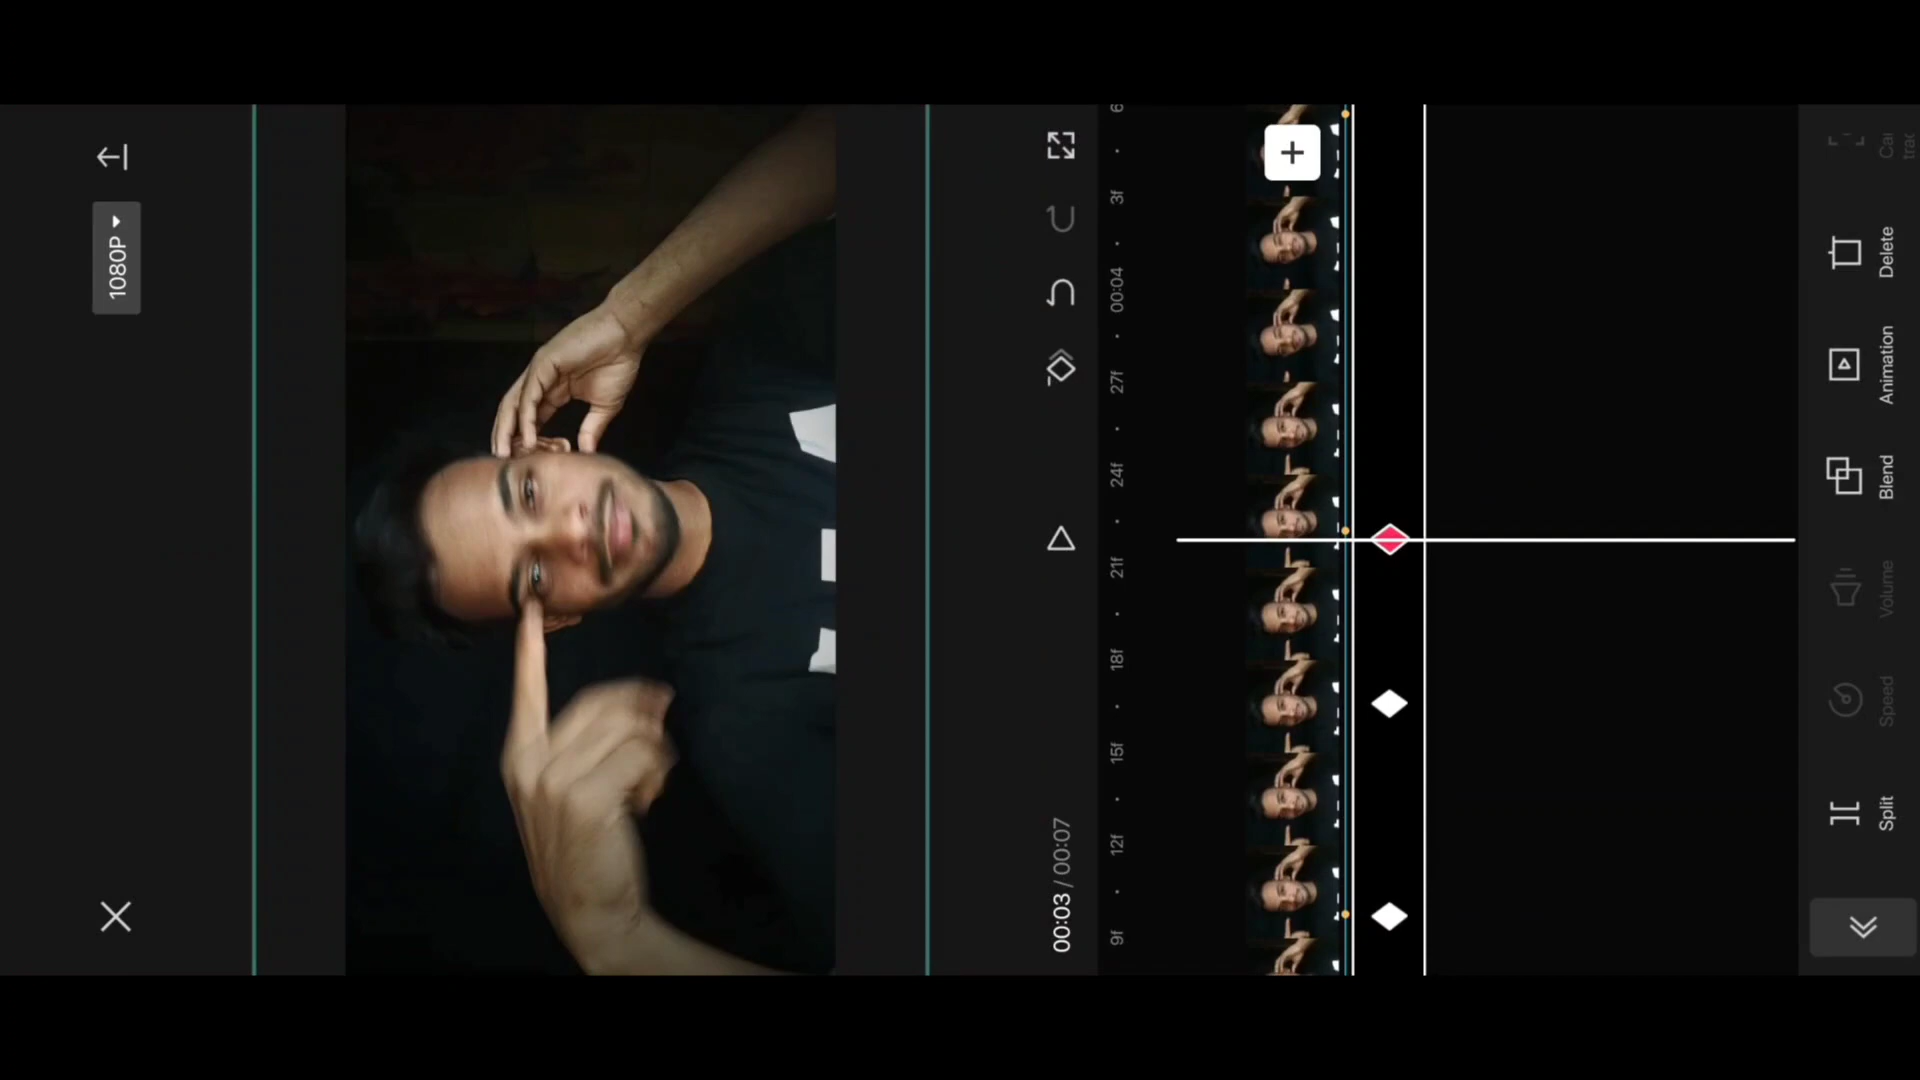 1080P
00:03 / 00:07
9f 12f 15f 18f 21f 24f 27f 00:04 3f
Split Speed Volume Blend Animation Delete